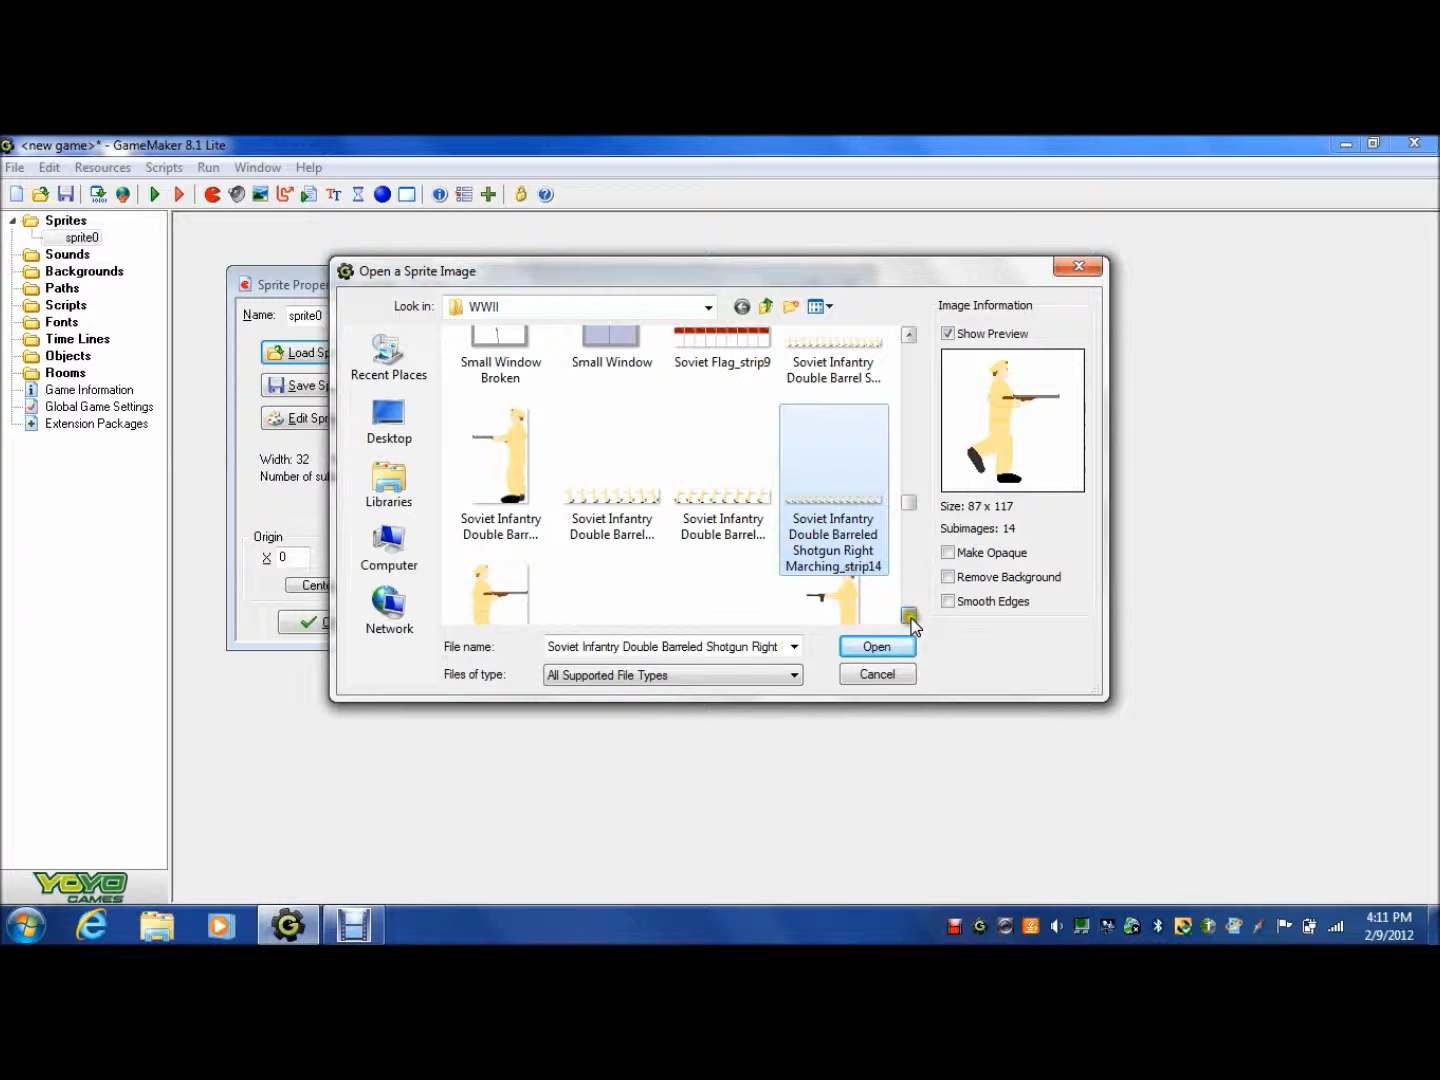 <new game>* - GameMaker 8.1 Lite
File Edit Resources Scripts Run Window Help
Sprites
sprite0
Sounds
Backgrounds
Paths
Scripts
Fonts
Time Lines
Objects
Rooms
Game Information
Global Game Settings
Extension Packages
YOYO
GAMES
Sprite Proper
Name: sprite0
Load Sp
Save Sp
Edit Spr
Width: 32
Number of su
Origin
X 0
Cente
Open a Sprite Image
Look in: WWII
Recent Places
Desktop
Libraries
Computer
Network
Small Window
Broken
Small Window
Soviet Flag_strip9
Soviet Infantry
Double Barrel S...
Soviet Infantry
Double Barr...
Soviet Infantry
Double Barrel...
Soviet Infantry
Double Barrel...
Soviet Infantry
Double Barreled
Shotgun Right
Marching_strip14
File name: Soviet Infantry Double Barreled Shotgun Right
Open
Files of type: All Supported File Types
Cancel
Image Information
Show Preview
Size: 87 x 117
Subimages: 14
Make Opaque
Remove Background
Smooth Edges
4:11 PM
2/9/2012